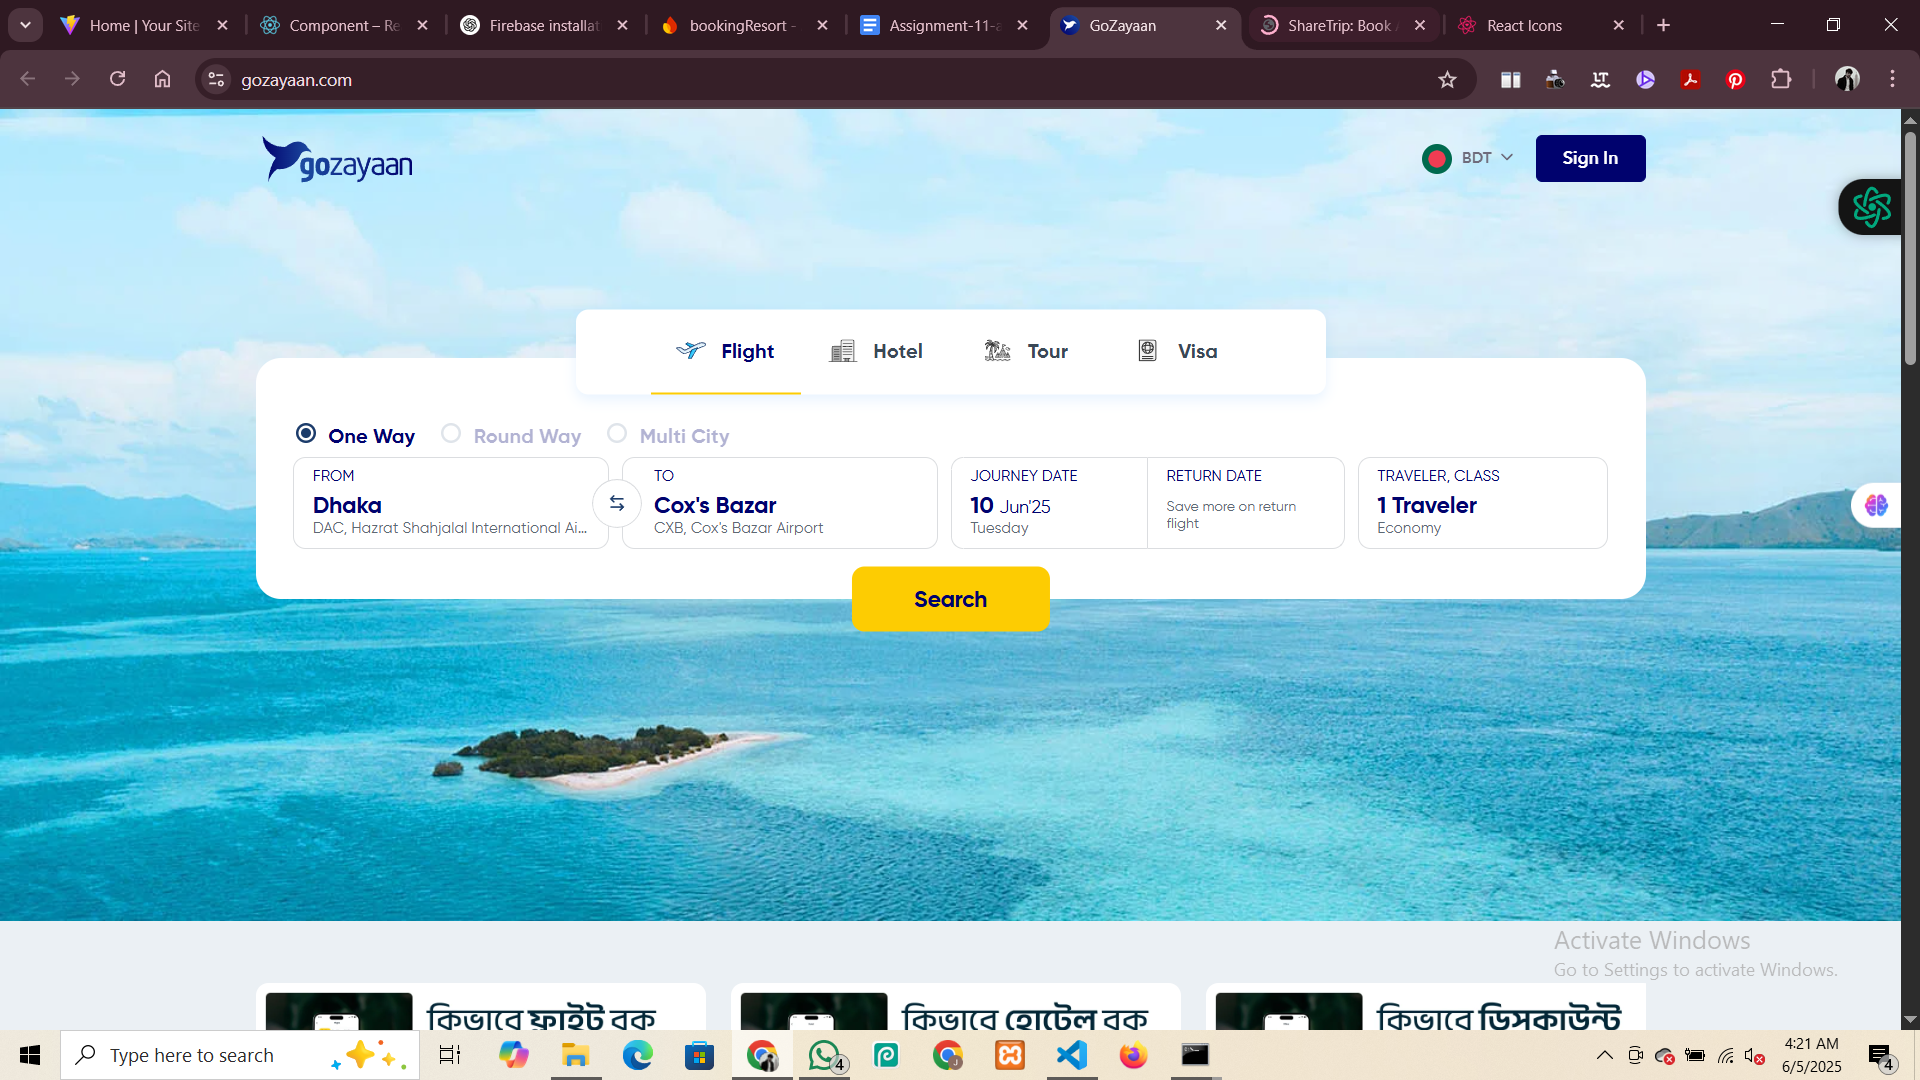 Home | Your Site
Component – Re
Firebase installat
bookingResort -
Assignment-11-a
GoZayaan
ShareTrip: Book A
React Icons
gozayaan.com
gozayaan
BDT
Sign In
Flight
Hotel
Tour
Visa
One Way
Round Way
Multi City
FROM
Dhaka
DAC, Hazrat Shahjalal International Ai...
TO
Cox's Bazar
CXB, Cox's Bazar Airport
JOURNEY DATE
10 Jun'25
Tuesday
RETURN DATE
Save more on return
flight
TRAVELER, CLASS
1 Traveler
Economy
Search
Activate Windows
Go to Settings to activate Windows.
কিভাবে ফ্লাইট বুক
কিভাবে হোটেল বুক
কিভাবে ডিসকাউন্ট
Type here to search
4
4:21 AM
6/5/2025
4